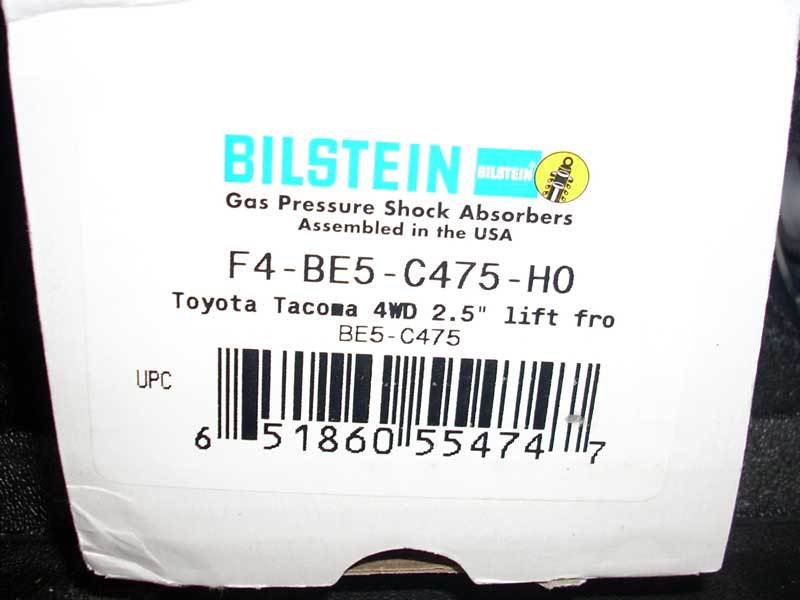 BILSTEIN BILSTEIN
Gas Pressure Shock Absorbers
Assembled in the USA
F4-BE5-C475-H0
Toyota Tacoma 4WD 2.5" lift fro
BE5-C475
UPC
6 51860 55474 7